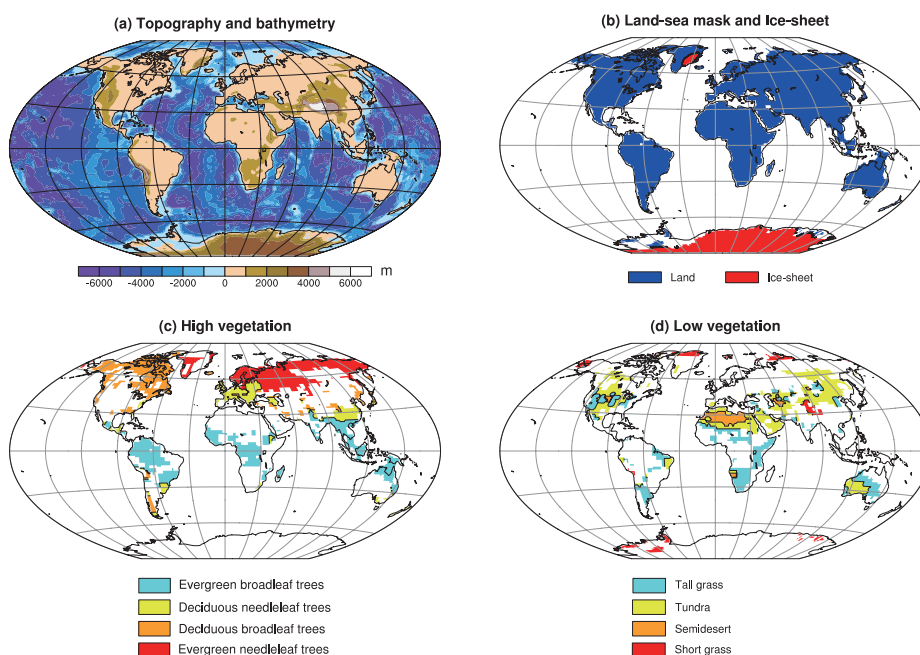 (a) Topography and bathymetry
(b) Land-sea mask and Ice-sheet
-6000 -4000 -2000 0 2000 4000 6000 m
Land Ice-sheet
(c) High vegetation
(d) Low vegetation
Evergreen broadleaf trees
Deciduous needleleaf trees
Deciduous broadleaf trees
Evergreen needleleaf trees
Tall grass
Tundra
Semidesert
Short grass